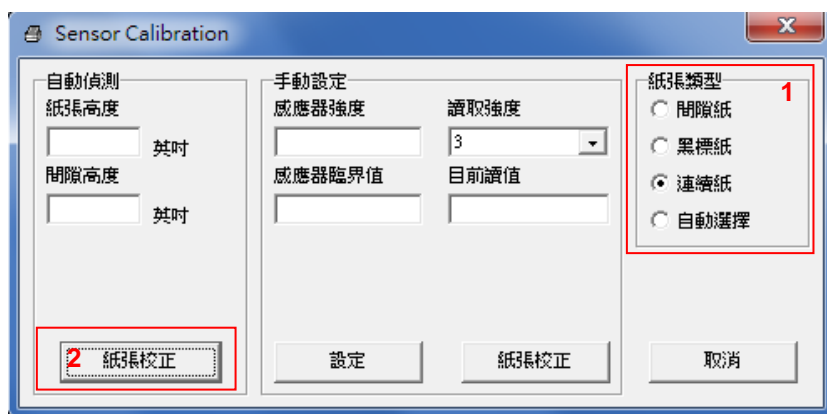 Sensor Calibration
自動偵測
紙張高度
英吋
間隙高度
英吋
2 紙張校正
手動設定
感應器強度
讀取強度
3
感應器臨界值
目前讀值
設定
紙張校正
紙張類型
1
間隙紙
黑標紙
連續紙
自動選擇
取消